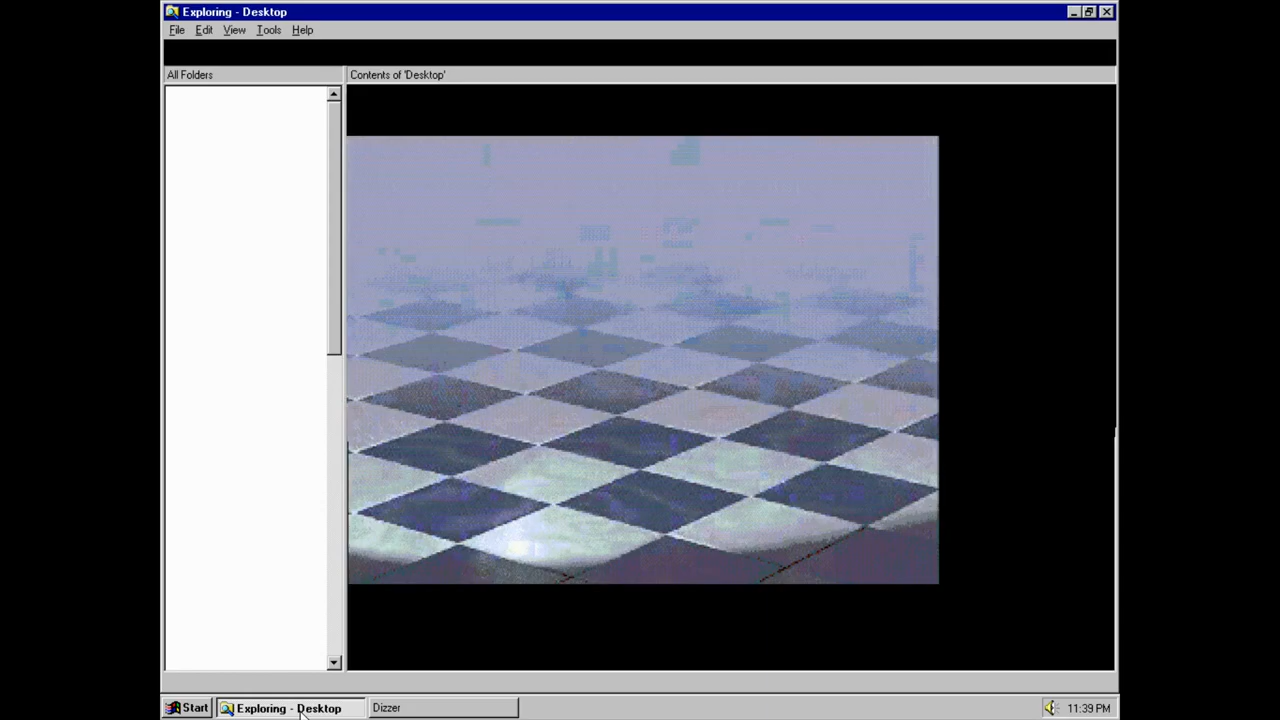 Exploring - Desktop
File Edit View Tools Help
All Folders
Contents of 'Desktop'
Start
Exploring - Desktop
Dizzer
11:39 PM